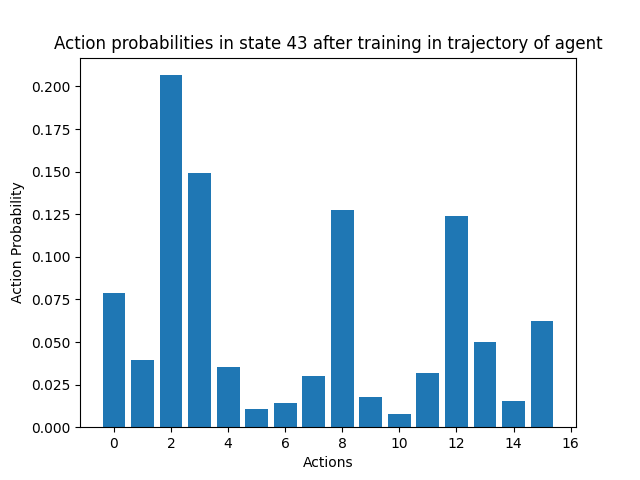 Action probabilities in state 43 after training in trajectory of agent
0.200
0.175
0.150
0.125
0.100
0.075
0.050
0.025
0.000
Action Probability
0 2 4 6 8 10 12 14 16
Actions